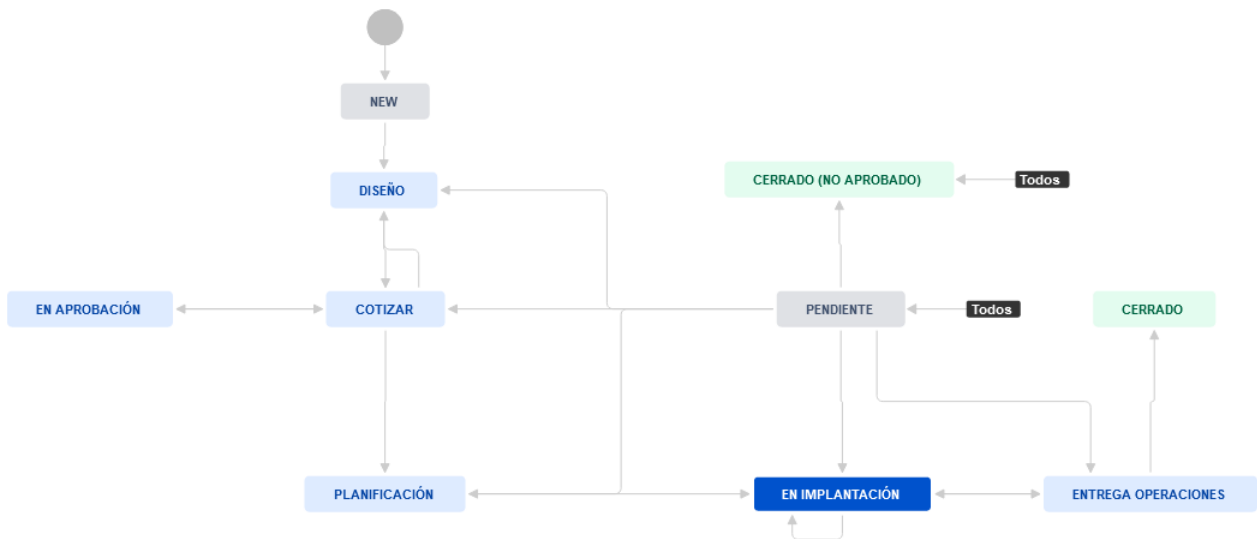 NEW
DISEÑO
CERRADO (NO APROBADO)
Todos
EN APROBACIÓN
COTIZAR
PENDIENTE
Todos
CERRADO
PLANIFICACIÓN
EN IMPLANTACIÓN
ENTREGA OPERACIONES